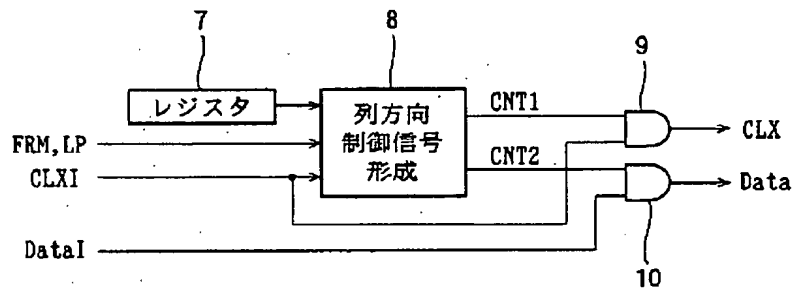 7
8
9
レジスタ
列方向
制御信号
形成
CNT1
CNT2
FRM,LP
CLXI
DataI
CLX
Data
10